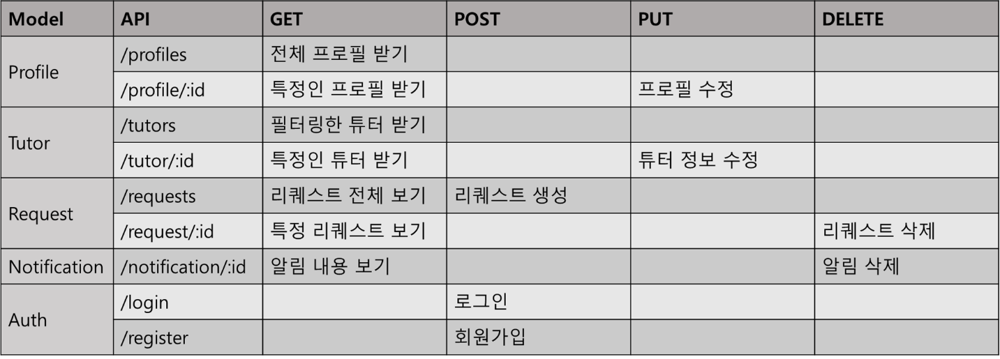 Model API GET POST PUT DELETE
Profile
/profiles 전체 프로필 받기
/profile/:id 특정인 프로필 받기 프로필 수정
Tutor
/tutors 필터링한 튜터 받기
/tutor/:id 특정인 튜터 받기 튜터 정보 수정
Request
/requests 리퀘스트 전체 보기 리퀘스트 생성
/request/:id 특정 리퀘스트 보기 리퀘스트 삭제
Notification /notification/:id 알림 내용 보기 알림 삭제
Auth
/login 로그인
/register 회원가입